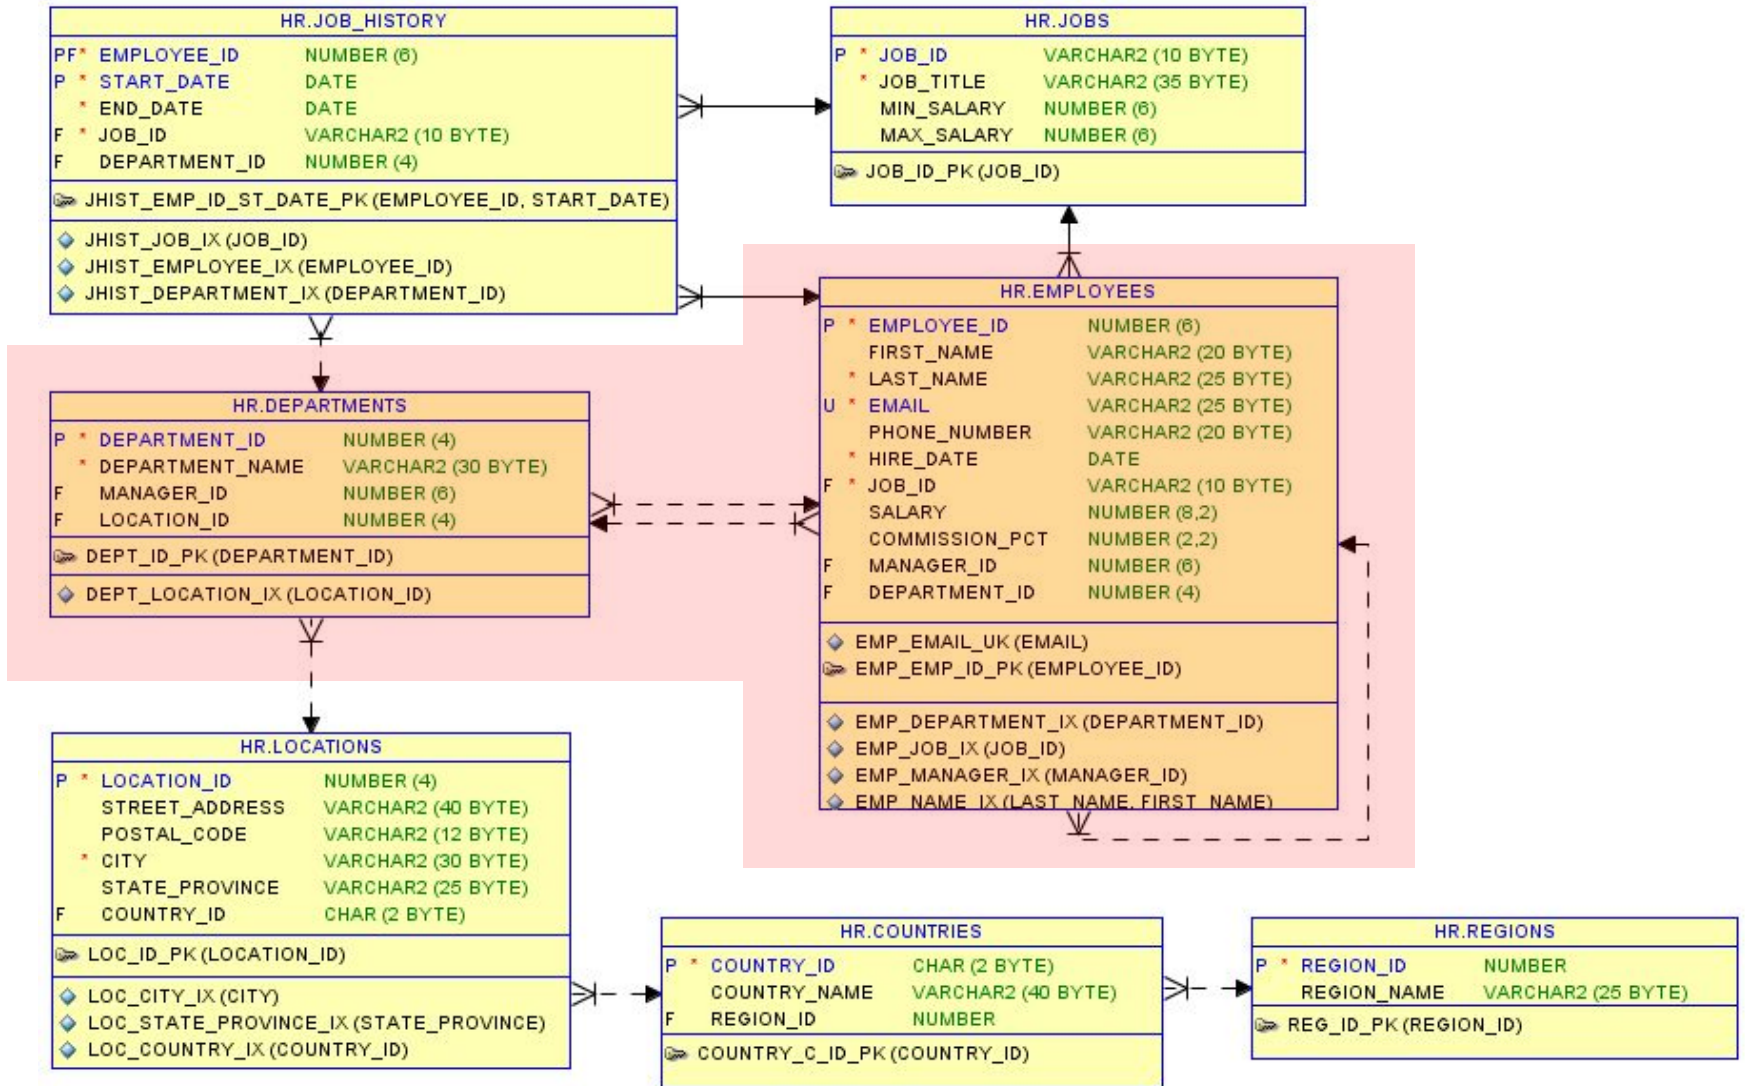 HR.JOB_HISTORY
PF* EMPLOYEE_ID NUMBER (6)
P * START_DATE DATE
* END_DATE DATE
F * JOB_ID VARCHAR2 (10 BYTE)
F DEPARTMENT_ID NUMBER (4)
JHIST_EMP_ID_ST_DATE_PK (EMPLOYEE_ID, START_DATE)
JHIST_JOB_IX (JOB_ID)
JHIST_EMPLOYEE_IX (EMPLOYEE_ID)
JHIST_DEPARTMENT_IX (DEPARTMENT_ID)
HR.JOBS
P * JOB_ID VARCHAR2 (10 BYTE)
* JOB_TITLE VARCHAR2 (35 BYTE)
MIN_SALARY NUMBER (6)
MAX_SALARY NUMBER (6)
JOB_ID_PK (JOB_ID)
HR.DEPARTMENTS
P * DEPARTMENT_ID NUMBER (4)
* DEPARTMENT_NAME VARCHAR2 (30 BYTE)
F MANAGER_ID NUMBER (6)
F LOCATION_ID NUMBER (4)
DEPT_ID_PK (DEPARTMENT_ID)
DEPT_LOCATION_IX (LOCATION_ID)
HR.EMPLOYEES
P * EMPLOYEE_ID NUMBER (6)
FIRST_NAME VARCHAR2 (20 BYTE)
* LAST_NAME VARCHAR2 (25 BYTE)
U * EMAIL VARCHAR2 (25 BYTE)
PHONE_NUMBER VARCHAR2 (20 BYTE)
* HIRE_DATE DATE
F * JOB_ID VARCHAR2 (10 BYTE)
SALARY NUMBER (8,2)
COMMISSION_PCT NUMBER (2,2)
F MANAGER_ID NUMBER (6)
F DEPARTMENT_ID NUMBER (4)
EMP_EMAIL_UK (EMAIL)
EMP_EMP_ID_PK (EMPLOYEE_ID)
EMP_DEPARTMENT_IX (DEPARTMENT_ID)
EMP_JOB_IX (JOB_ID)
EMP_MANAGER_IX (MANAGER_ID)
EMP_NAME_IX (LAST_NAME, FIRST_NAME)
HR.LOCATIONS
P * LOCATION_ID NUMBER (4)
STREET_ADDRESS VARCHAR2 (40 BYTE)
POSTAL_CODE VARCHAR2 (12 BYTE)
* CITY VARCHAR2 (30 BYTE)
STATE_PROVINCE VARCHAR2 (25 BYTE)
F COUNTRY_ID CHAR (2 BYTE)
LOC_ID_PK (LOCATION_ID)
LOC_CITY_IX (CITY)
LOC_STATE_PROVINCE_IX (STATE_PROVINCE)
LOC_COUNTRY_IX (COUNTRY_ID)
HR.COUNTRIES
P * COUNTRY_ID CHAR (2 BYTE)
COUNTRY_NAME VARCHAR2 (40 BYTE)
F REGION_ID NUMBER
COUNTRY_C_ID_PK (COUNTRY_ID)
HR.REGIONS
P * REGION_ID NUMBER
REGION_NAME VARCHAR2 (25 BYTE)
REG_ID_PK (REGION_ID)